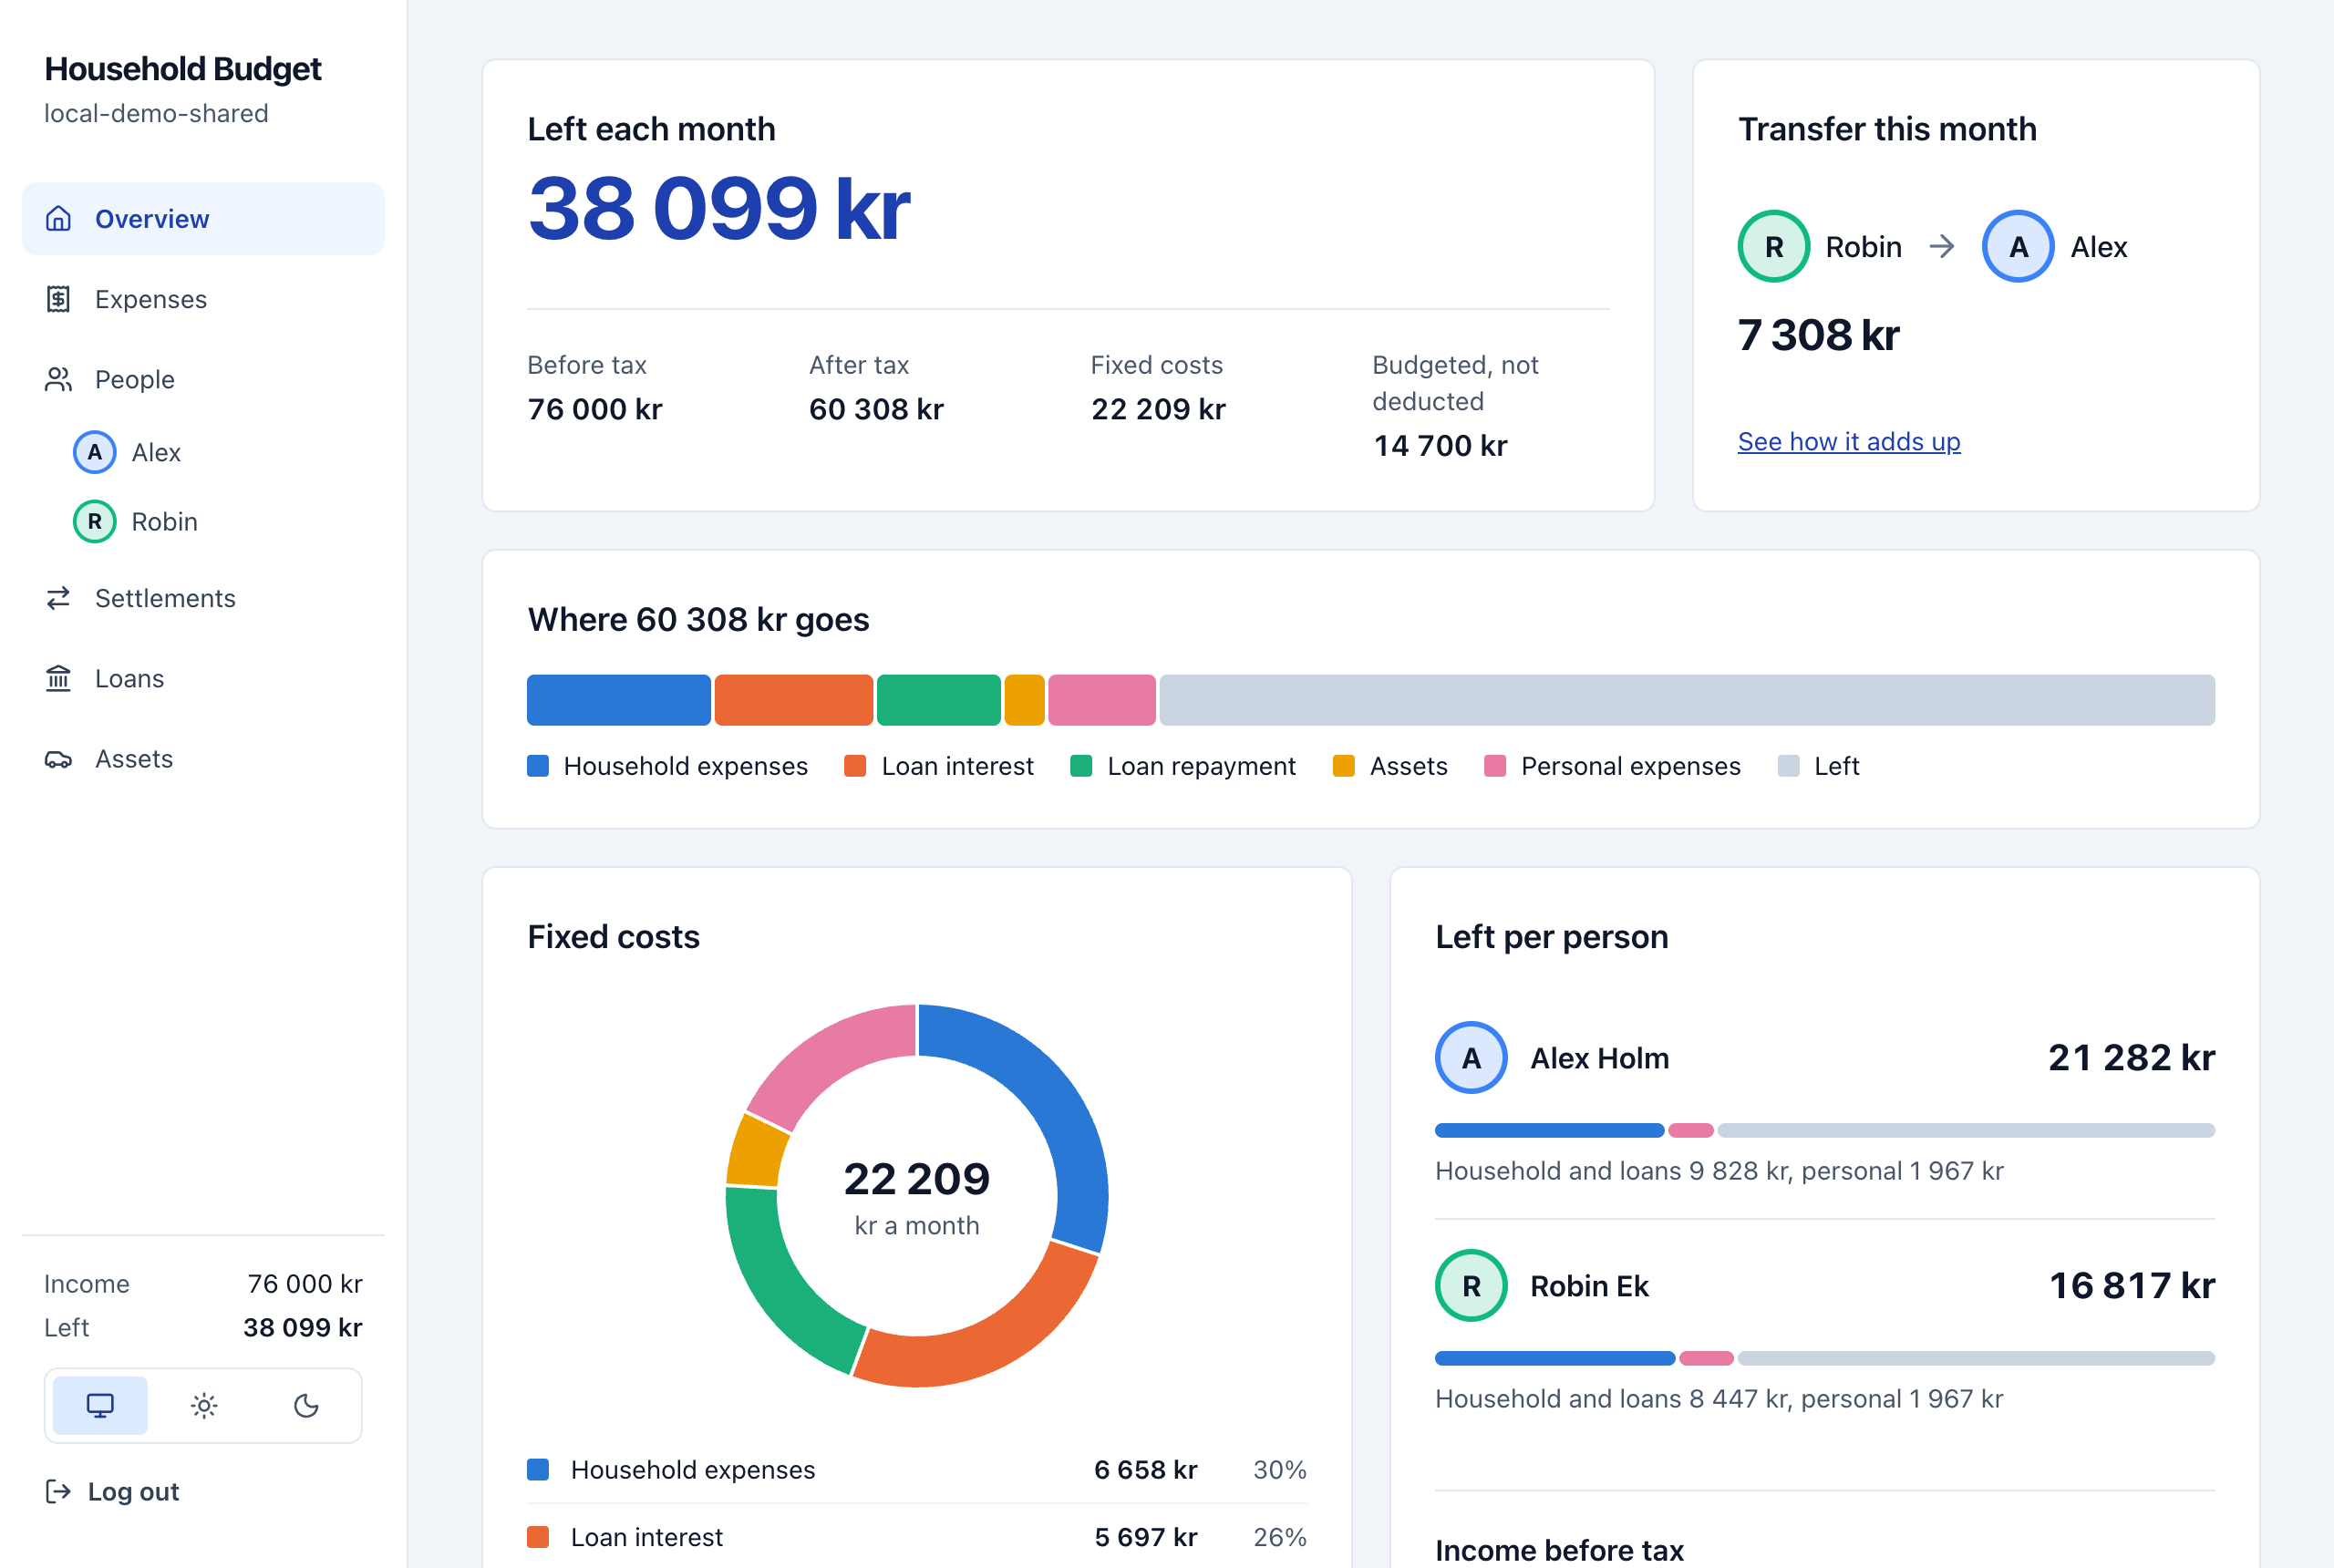 Household Budget
local-demo-shared
Overview
Expenses
People
A Alex
R Robin
Settlements
Loans
Assets
Income 76 000 kr
Left 38 099 kr
Log out
Left each month
38 099 kr
Before tax
76 000 kr
After tax
60 308 kr
Fixed costs
22 209 kr
Budgeted, not
deducted
14 700 kr
Transfer this month
R Robin → A Alex
7 308 kr
See how it adds up
Where 60 308 kr goes
Household expenses Loan interest Loan repayment Assets Personal expenses Left
Fixed costs
22 209
kr a month
Household expenses 6 658 kr 30%
Loan interest 5 697 kr 26%
Left per person
A Alex Holm 21 282 kr
Household and loans 9 828 kr, personal 1 967 kr
R Robin Ek 16 817 kr
Household and loans 8 447 kr, personal 1 967 kr
Income before tax